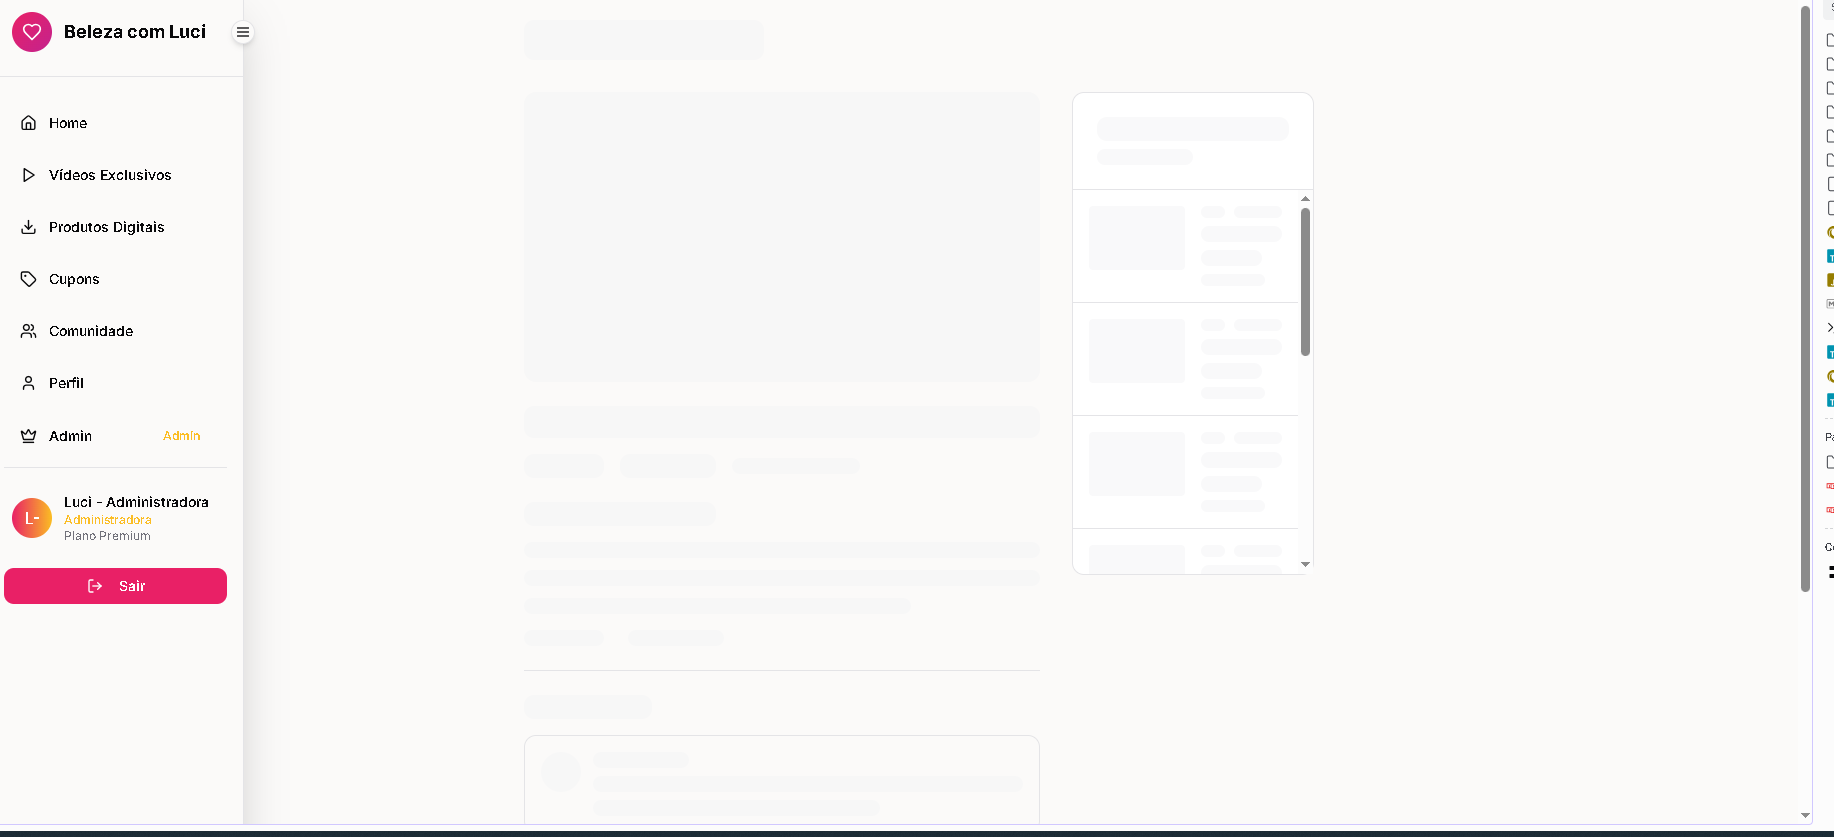 Beleza com Luci
Home
Vídeos Exclusivos
Produtos Digitais
Cupons
Comunidade
Perfil
Admin Admin
L-
Luci - Administradora
Administradora
Plano Premium
Sair